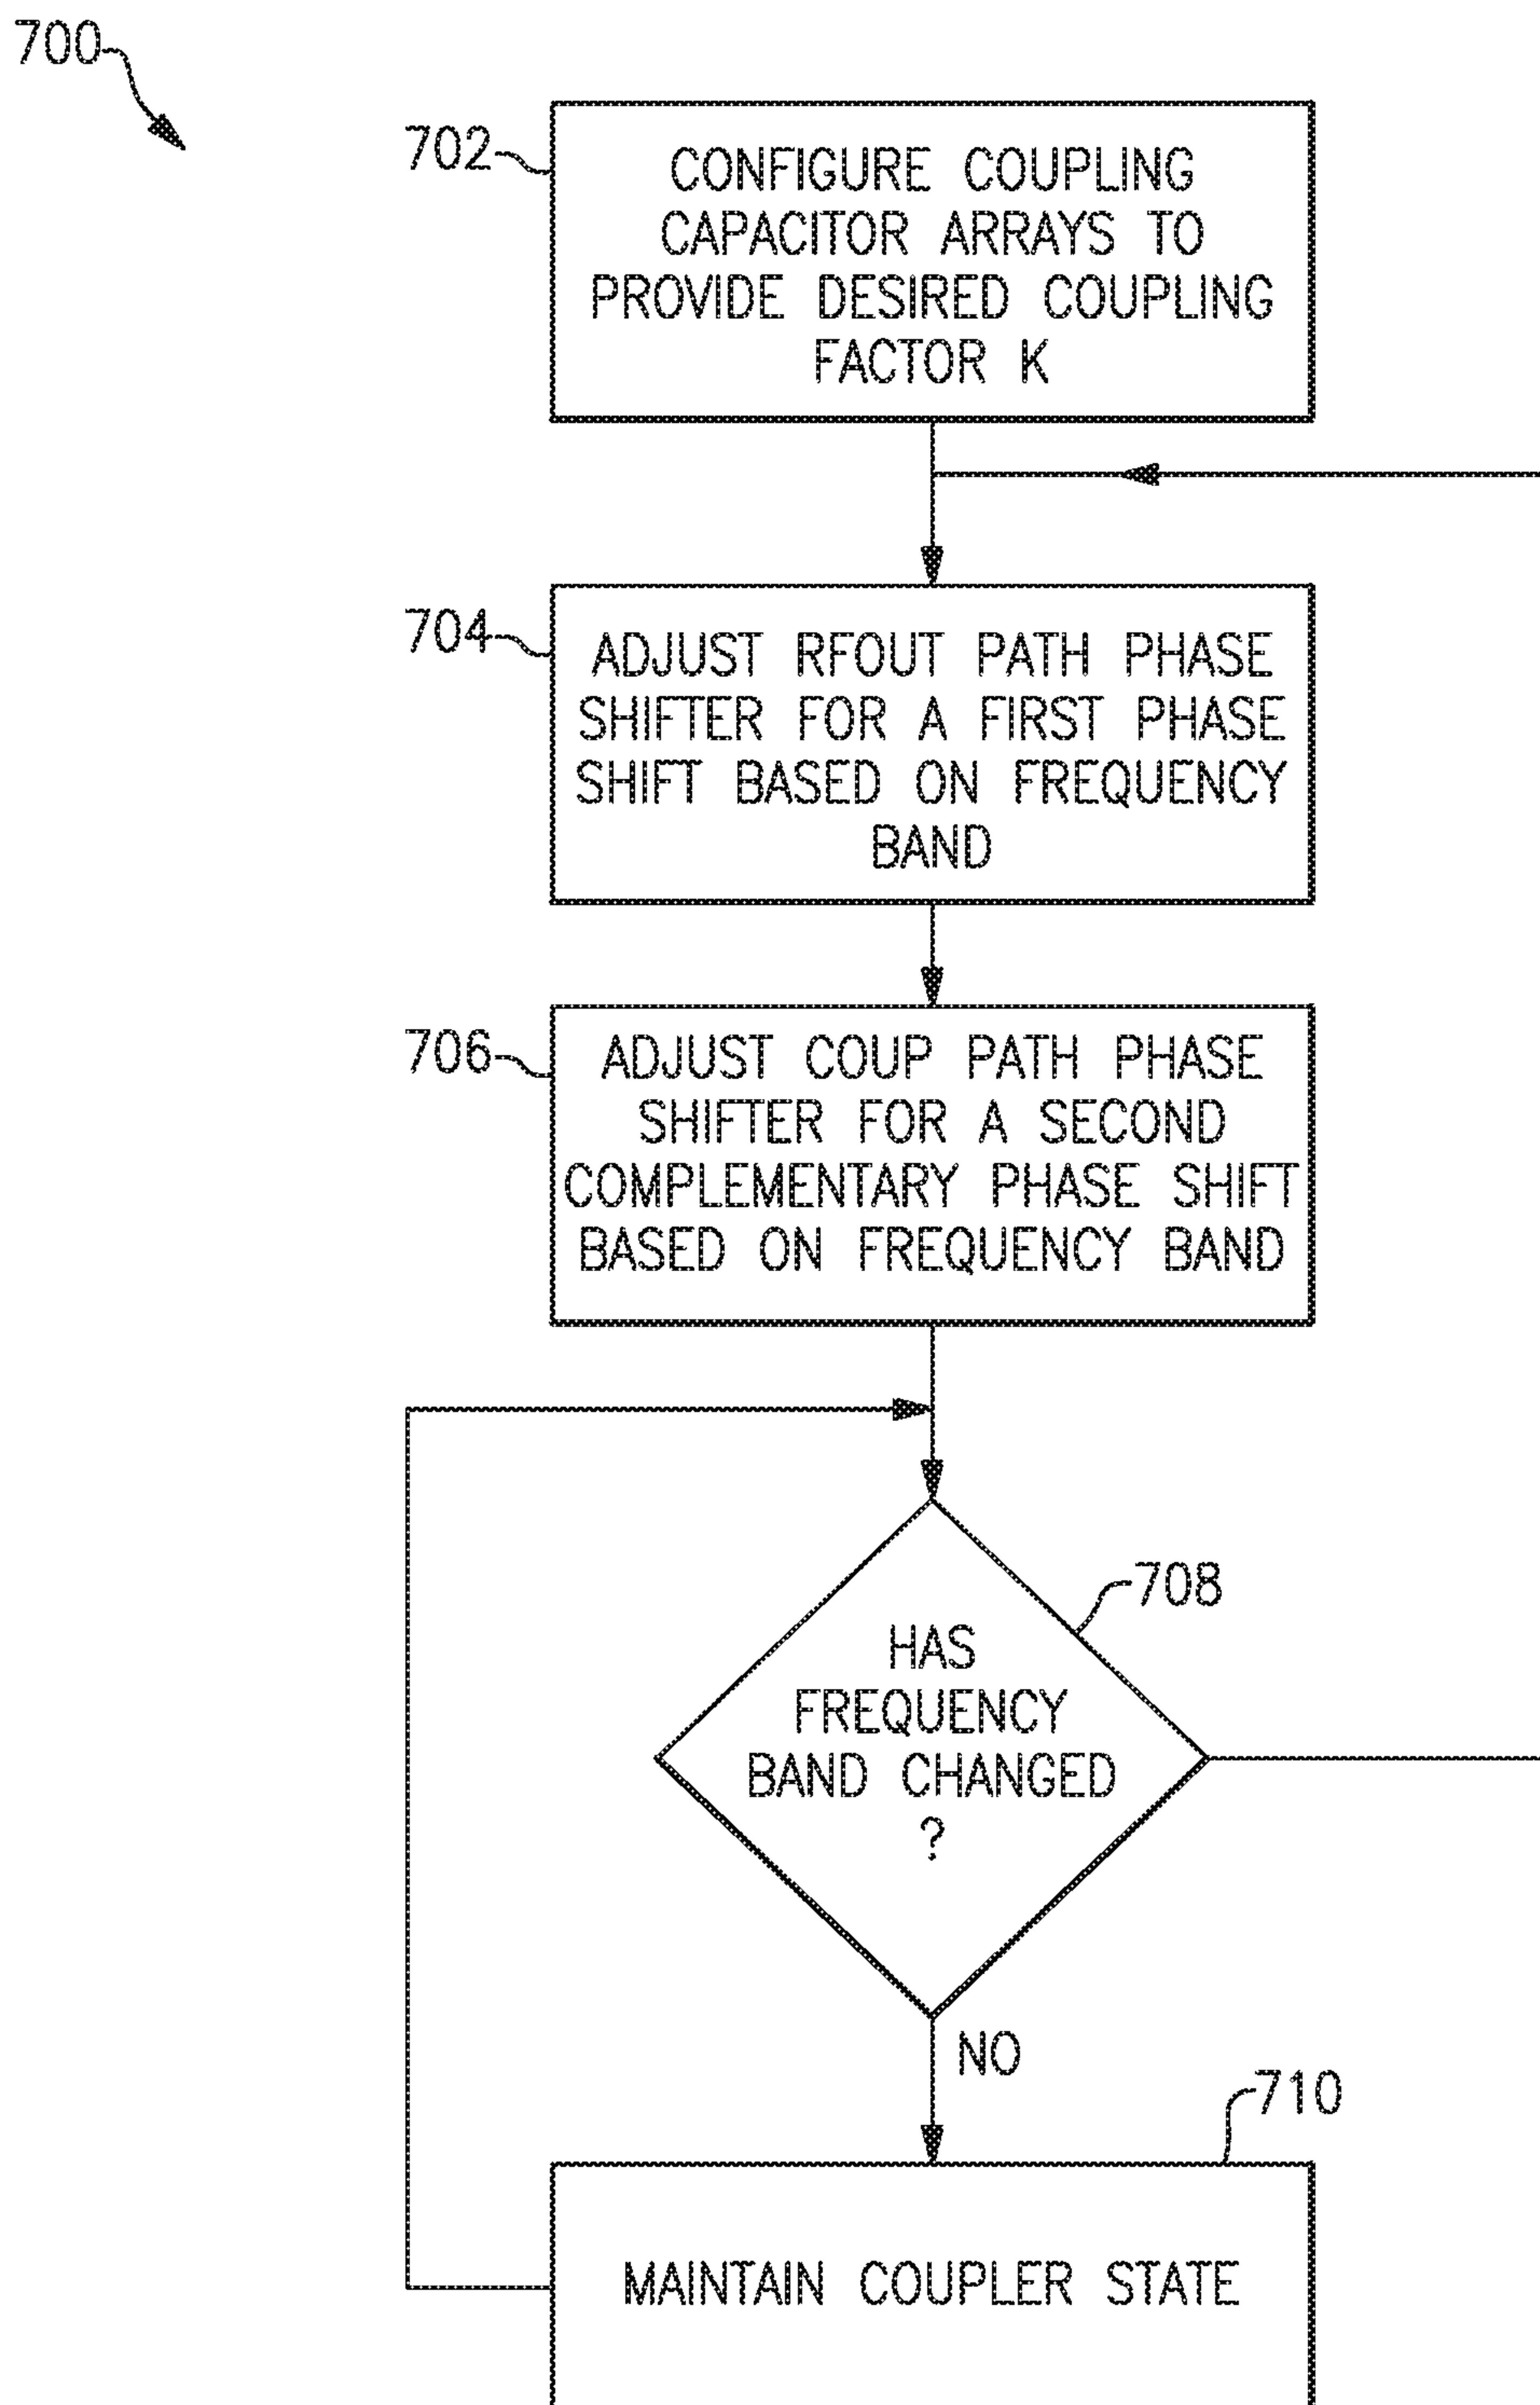 700
702
CONFIGURE COUPLING
CAPACITOR ARRAYS TO
PROVIDE DESIRED COUPLING
FACTOR K
704
ADJUST RFOUT PATH PHASE
SHIFTER FOR A FIRST PHASE
SHIFT BASED ON FREQUENCY
BAND
706
ADJUST COUP PATH PHASE
SHIFTER FOR A SECOND
COMPLEMENTARY PHASE SHIFT
BASED ON FREQUENCY BAND
708
HAS
FREQUENCY
BAND CHANGED
?
NO
710
MAINTAIN COUPLER STATE